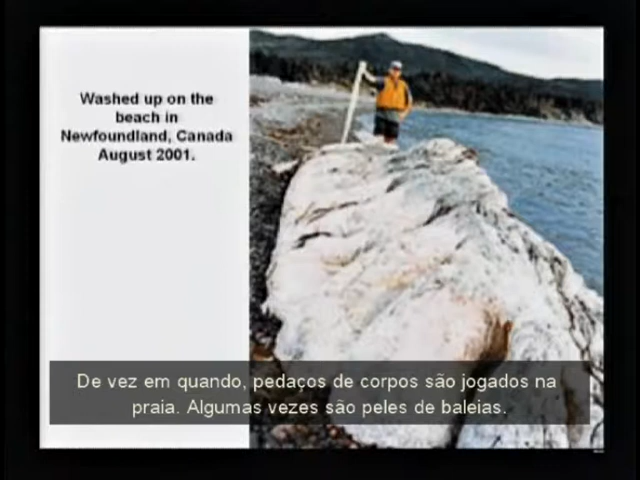 Washed up on the
beach in
Newfoundland, Canada
August 2001.
De vez em quando, pedaços de corpos são jogados na
praia. Algumas vezes são peles de baleias.